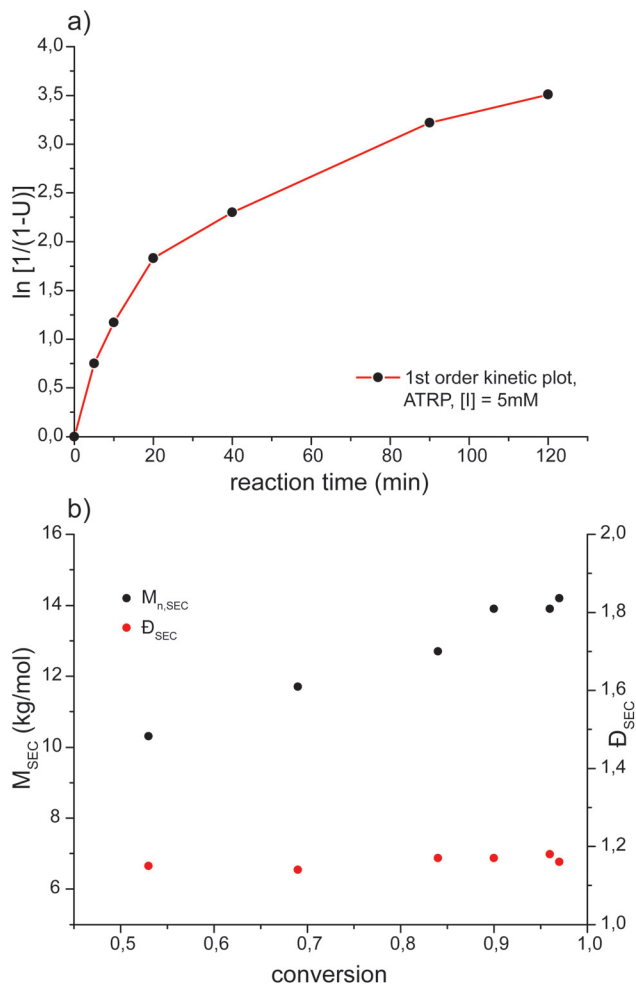 a)
4,0
3,5
3,0
2,5
2,0
1,5
1,0
0,5
0,0
ln [1/(1-U)]
1st order kinetic plot,
ATRP, [I] = 5mM
0 20 40 60 80 100 120
reaction time (min)
b)
16
14
12
10
8
6
M_SEC (kg/mol)
M_n,SEC
Đ_SEC
2,0
1,8
1,6
1,4
1,2
1,0
Đ_SEC
0,5 0,6 0,7 0,8 0,9 1,0
conversion